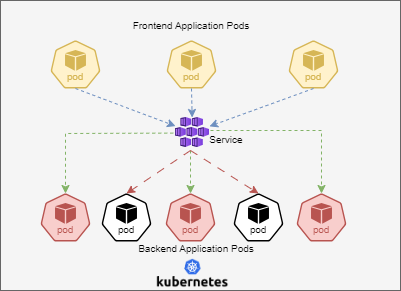 Frontend Application Pods
pod pod pod
Service
pod pod pod pod pod
Backend Application Pods
kubernetes